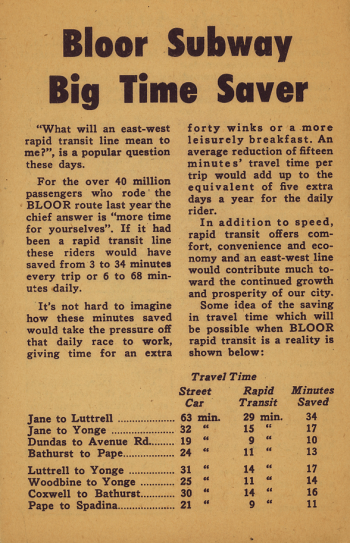 Bloor Subway
Big Time Saver
"What will an east-west
rapid transit line mean to
me?", is a popular question
these days.
For the over 40 million
passengers who rode the
BLOOR route last year the
chief answer is "more time
for yourselves". If it had
been a rapid transit line
these riders would have
saved from 3 to 34 minutes
every trip or 6 to 68 min-
utes daily.
It's not hard to imagine
how these minutes saved
would take the pressure off
that daily race to work,
giving time for an extra
forty winks or a more
leisurely breakfast. An
average reduction of fifteen
minutes' travel time per
trip would add up to the
equivalent of five extra
days a year for the daily
rider.
In addition to speed,
rapid transit offers com-
fort, convenience and eco-
nomy and an east-west line
would contribute much to-
ward the continued growth
and prosperity of our city.
Some idea of the saving
in travel time which will
be possible when BLOOR
rapid transit is a reality is
shown below:
Travel Time
Street Rapid Minutes
Car Transit Saved
Jane to Luttrell .................... 63 min. 29 min. 34
Jane to Yonge .................... 32 " 15 " 17
Dundas to Avenue Rd....... 19 " 9 " 10
Bathurst to Pape................ 24 " 11 " 13
Luttrell to Yonge ................ 31 " 14 " 17
Woodbine to Yonge ............ 25 " 11 " 14
Coxwell to Bathurst............ 30 " 14 " 16
Pape to Spadina.................. 21 " 9 " 11